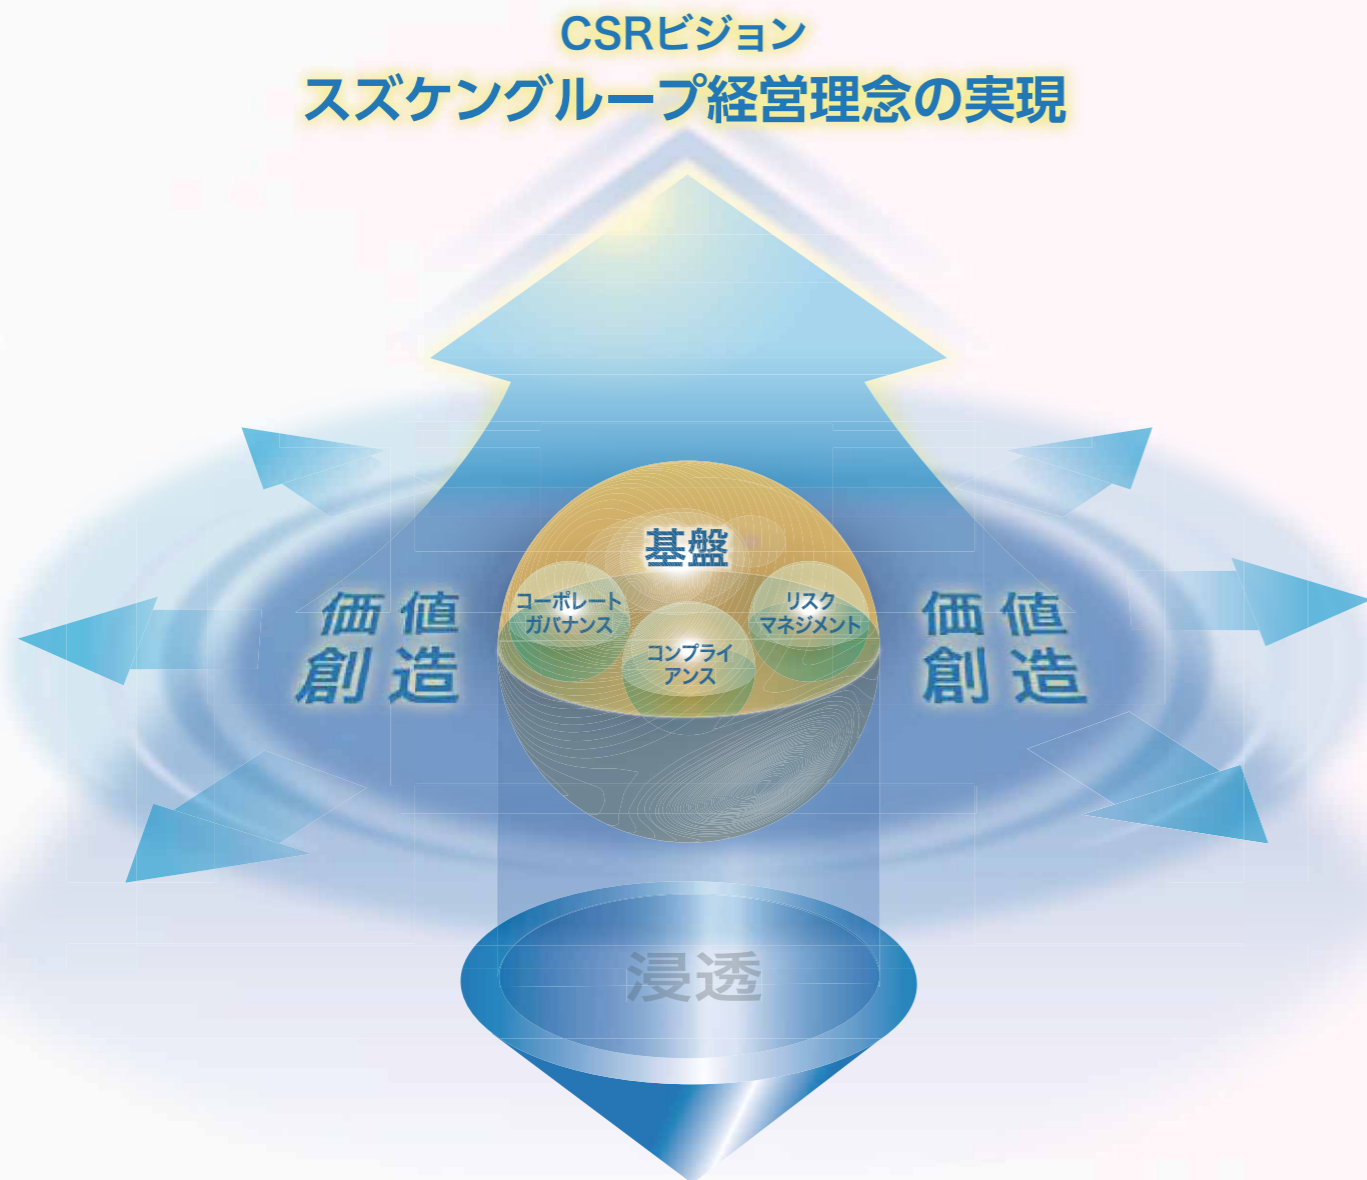 CSRビジョン
スズケングループ経営理念の実現
基盤
コーポレート
ガバナンス
コンプライ
アンス
リスク
マネジメント
価値
創造
価値
創造
浸透